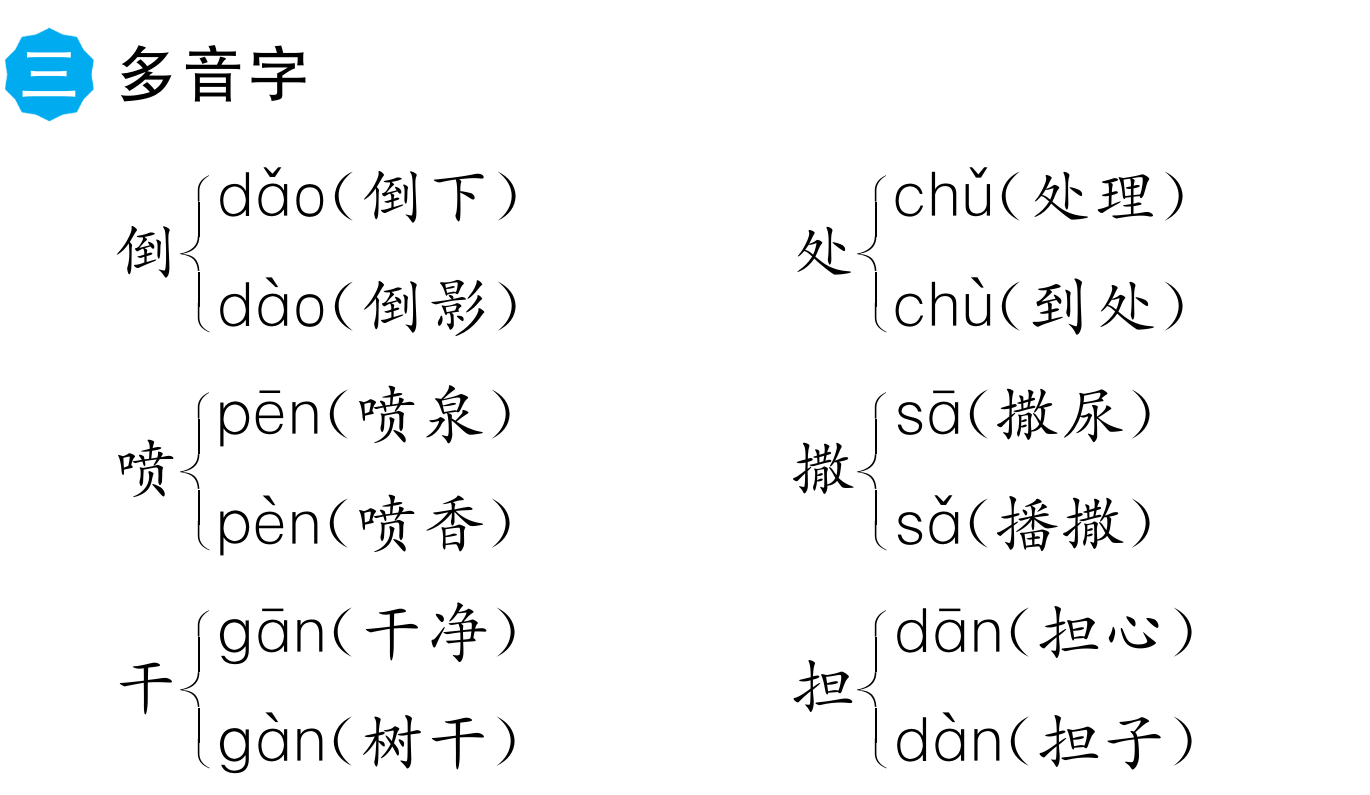 三 多音字
倒 dǎo(倒下)
dào(倒影)
处 chǔ(处理)
chù(到处)
喷 pēn(喷泉)
pèn(喷香)
撒 sā(撒尿)
sǎ(播撒)
干 gān(干净)
gàn(树干)
担 dān(担心)
dàn(担子)